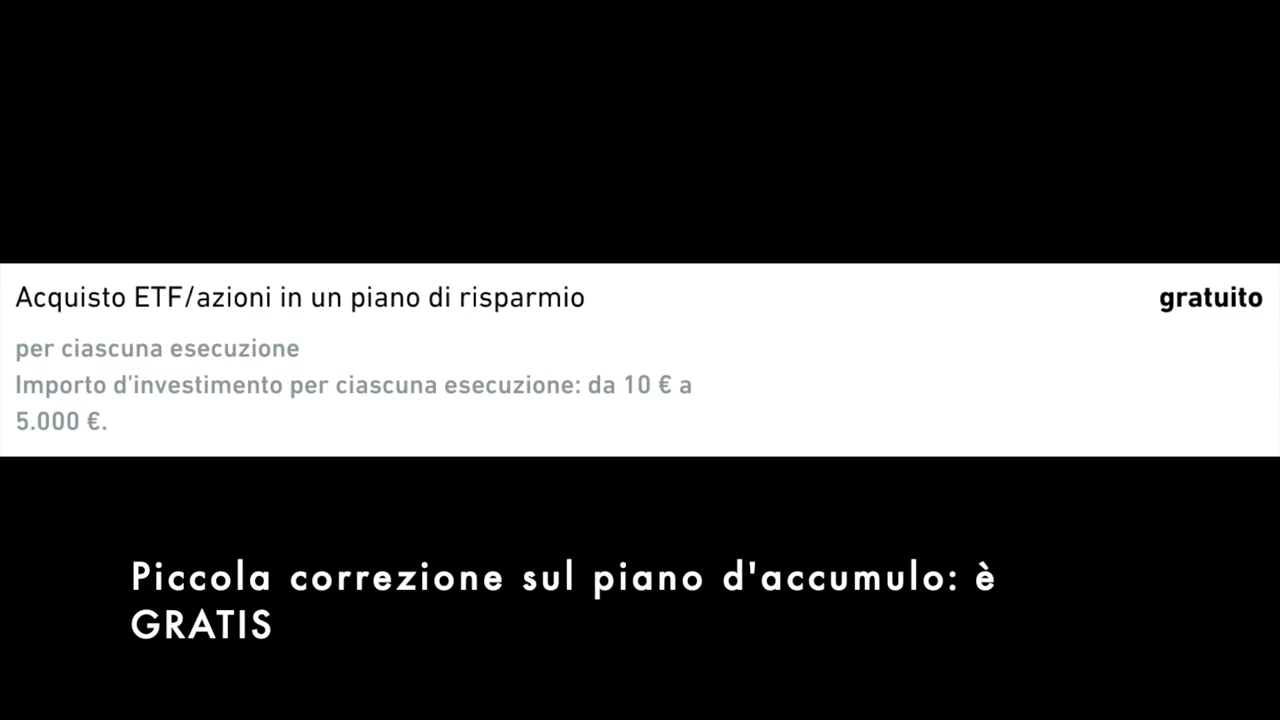 Acquisto ETF/azioni in un piano di risparmio gratuito
per ciascuna esecuzione
Importo d'investimento per ciascuna esecuzione: da 10 € a
5.000 €.
Piccola correzione sul piano d'accumulo: è
GRATIS